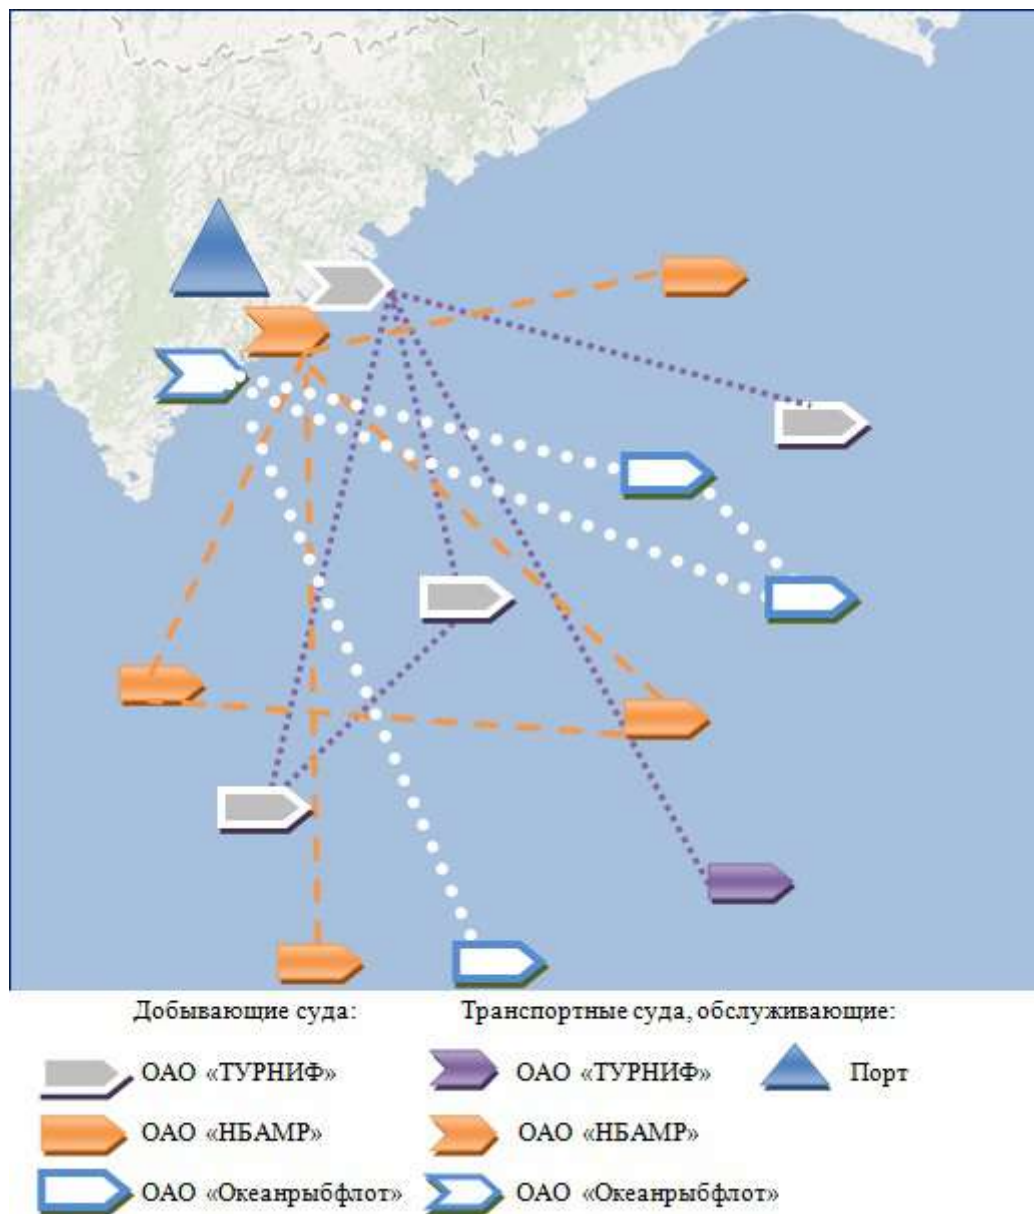 Добывающие суда: Транспортные суда, обслуживающие:
ОАО «ТУРНИФ» ОАО «ТУРНИФ» Порт
ОАО «НБАМР» ОАО «НБАМР»
ОАО «Океанрыбфлот» ОАО «Океанрыбфлот»